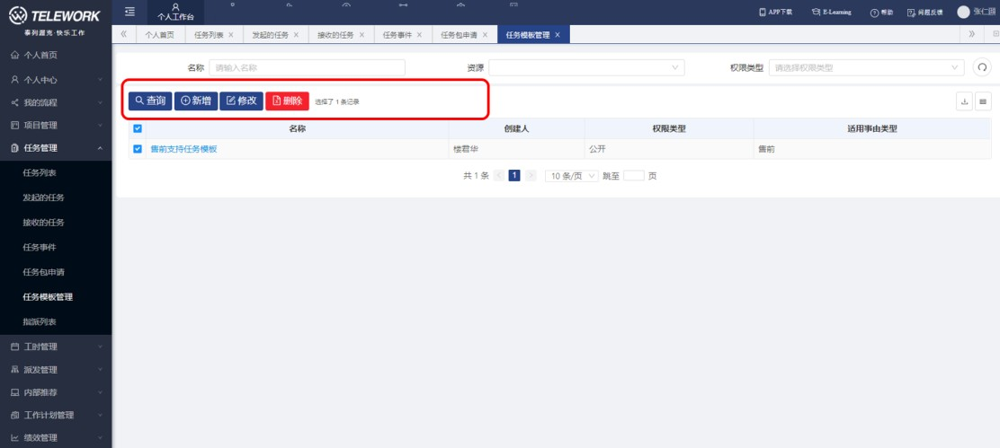 TELEWORK
泰列渥克·快乐工作
个人工作台
APP下载
E-Learning
帮助
问题反馈
个人首页
任务列表 ×
发起的任务 ×
接收的任务 ×
任务事件 ×
任务包申请 ×
任务模板管理 ×
个人首页
个人中心
我的流程
项目管理
任务管理
任务列表
发起的任务
接收的任务
任务事件
任务包申请
任务模板管理
指派列表
工时管理
派发管理
内部推荐
工作计划管理
绩效管理
名称 请输入名称
资源
权限类型 请选择权限类型
查询 新增 修改 删除 选择了 1 条记录
名称 创建人 权限类型 适用事由类型
售前支持任务模板 楼君华 公开 售前
共 1 条 1 10 条/页 跳至 页